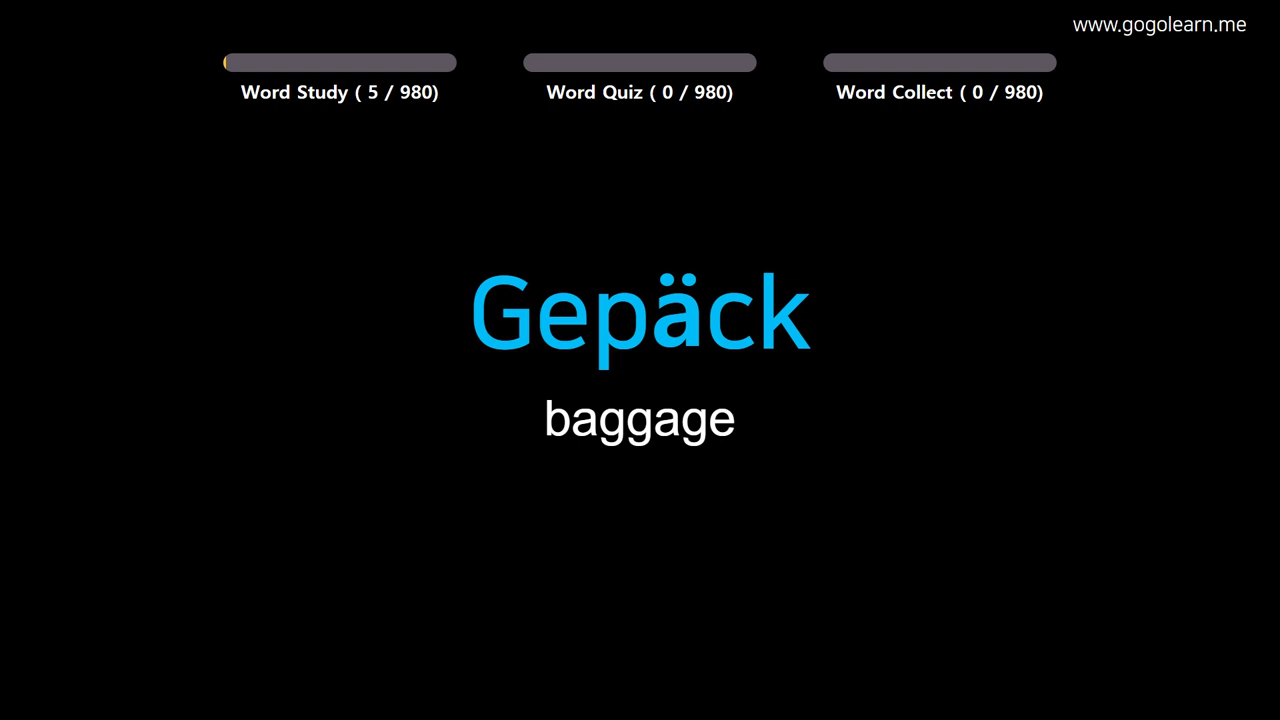 www.gogolearn.me
Word Study ( 5 / 980)
Word Quiz ( 0 / 980)
Word Collect ( 0 / 980)
Gepäck
baggage